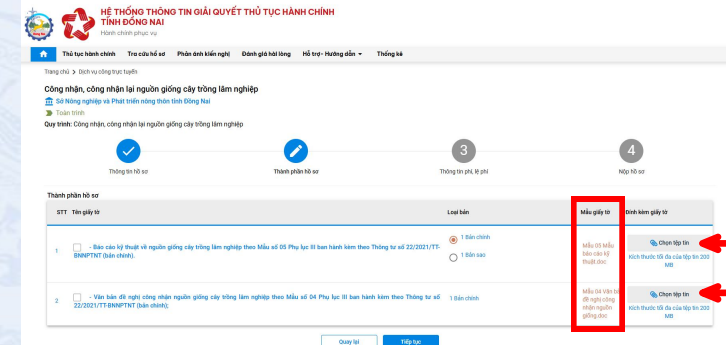 HỆ THỐNG THÔNG TIN GIẢI QUYẾT THỦ TỤC HÀNH CHÍNH
TỈNH ĐỒNG NAI
Hành chính phục vụ
Thủ tục hành chính Tra cứu hồ sơ Phản ánh kiến nghị Đánh giá hài lòng Hỗ trợ- Hướng dẫn Thống kê
Trang chủ > Dịch vụ công trực tuyến
Công nhận, công nhận lại nguồn giống cây trồng lâm nghiệp
Sở Nông nghiệp và Phát triển nông thôn tỉnh Đồng Nai
Toàn trình
Quy trình: Công nhận, công nhận lại nguồn giống cây trồng lâm nghiệp
3 4
Thông tin hồ sơ Thành phần hồ sơ Thông tin phí, lệ phí Nộp hồ sơ
Thành phần hồ sơ
STT Tên giấy tờ Loại bản Mẫu giấy tờ Đính kèm giấy tờ
1 - Báo cáo kỹ thuật về nguồn giống cây trồng lâm nghiệp theo Mẫu số 05 Phụ lục III ban hành kèm theo Thông tư số 22/2021/TT-
BNNPTNT (bản chính).
1 Bản chính
1 Bản sao
Mẫu 05 Mẫu
báo cáo kỹ
thuật.doc
Chọn tệp tin
Kích thước tối đa của tệp tin 200
MB
2 - Văn bản đề nghị công nhận nguồn giống cây trồng lâm nghiệp theo Mẫu số 04 Phụ lục III ban hành kèm theo Thông tư số
22/2021/TT-BNNPTNT (bản chính);
1 Bản chính
Mẫu 04 Văn bả
đề nghị công
nhận nguồn
giống.doc
Chọn tệp tin
Kích thước tối đa của tệp tin 200
MB
Quay lại Tiếp tục